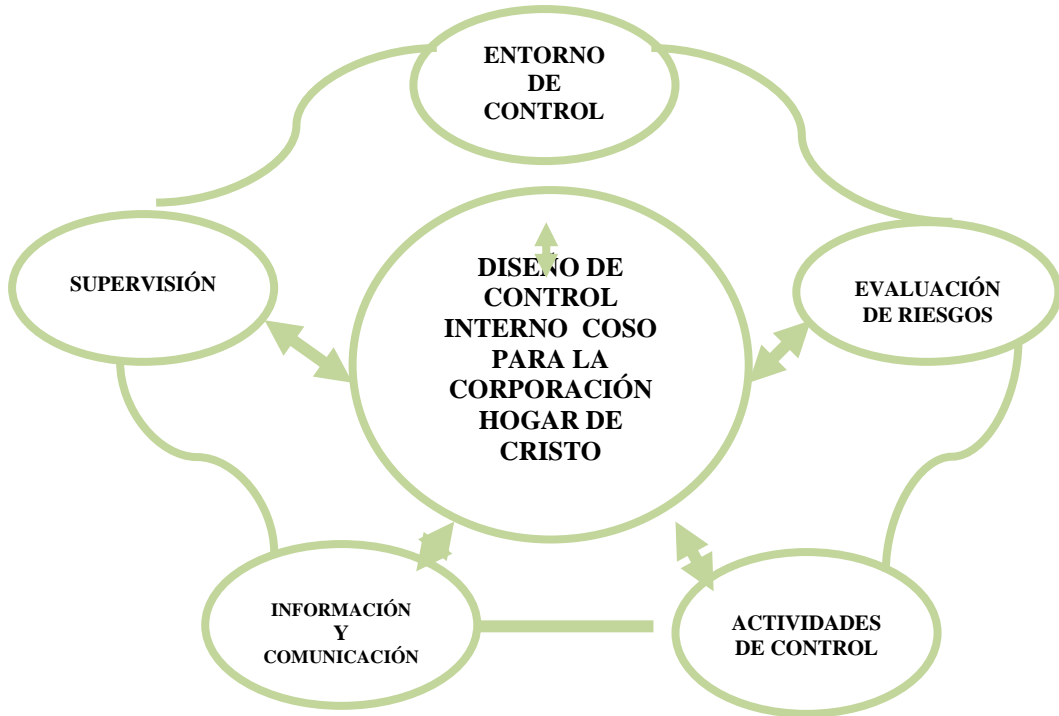 ENTORNO
DE
CONTROL
SUPERVISIÓN
DISEÑO DE
CONTROL
INTERNO COSO
PARA LA
CORPORACIÓN
HOGAR DE
CRISTO
EVALUACIÓN
DE RIESGOS
INFORMACIÓN
Y
COMUNICACIÓN
ACTIVIDADES
DE CONTROL